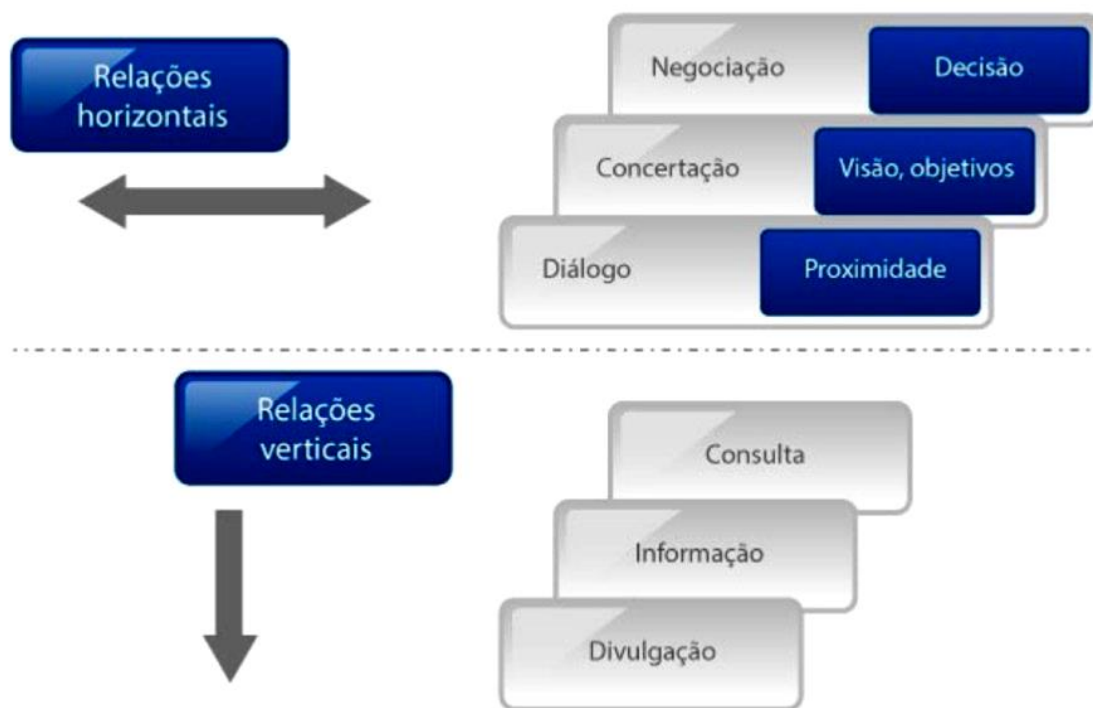 Relações
horizontais
Negociação
Decisão
Concertação
Visão, objetivos
Diálogo
Proximidade
Relações
verticais
Consulta
Informação
Divulgação